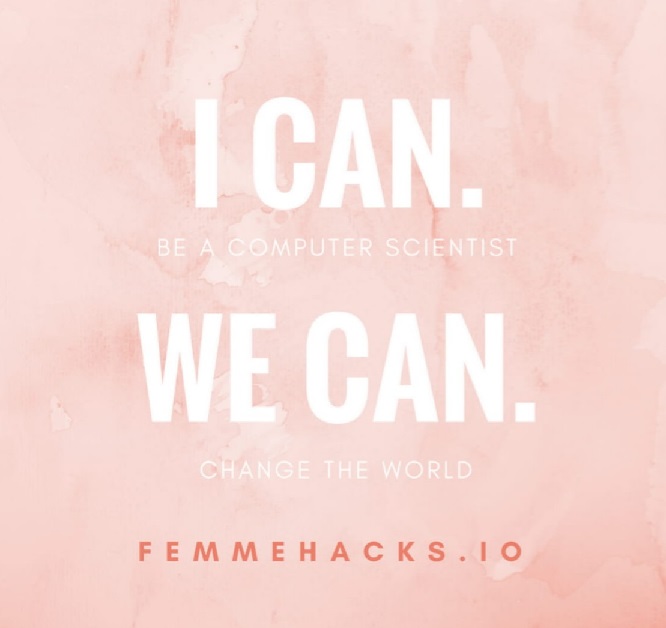 I CAN.
BE A COMPUTER SCIENTIST
WE CAN.
CHANGE THE WORLD
FEMMEHACKS.IO